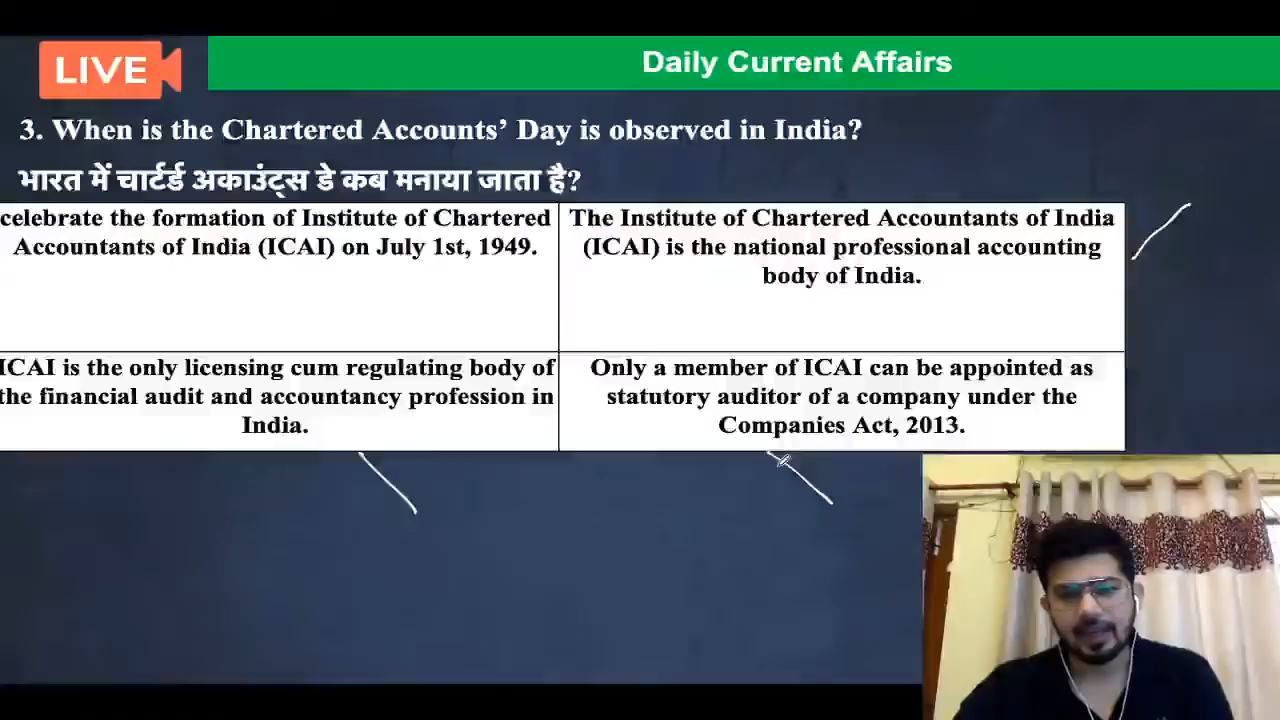 LIVE
Daily Current Affairs
3. When is the Chartered Accounts’ Day is observed in India?
भारत में चार्टर्ड अकाउंट्स डे कब मनाया जाता है?
celebrate the formation of Institute of Chartered
Accountants of India (ICAI) on July 1st, 1949.
The Institute of Chartered Accountants of India
(ICAI) is the national professional accounting
body of India.
ICAI is the only licensing cum regulating body of
the financial audit and accountancy profession in
India.
Only a member of ICAI can be appointed as
statutory auditor of a company under the
Companies Act, 2013.